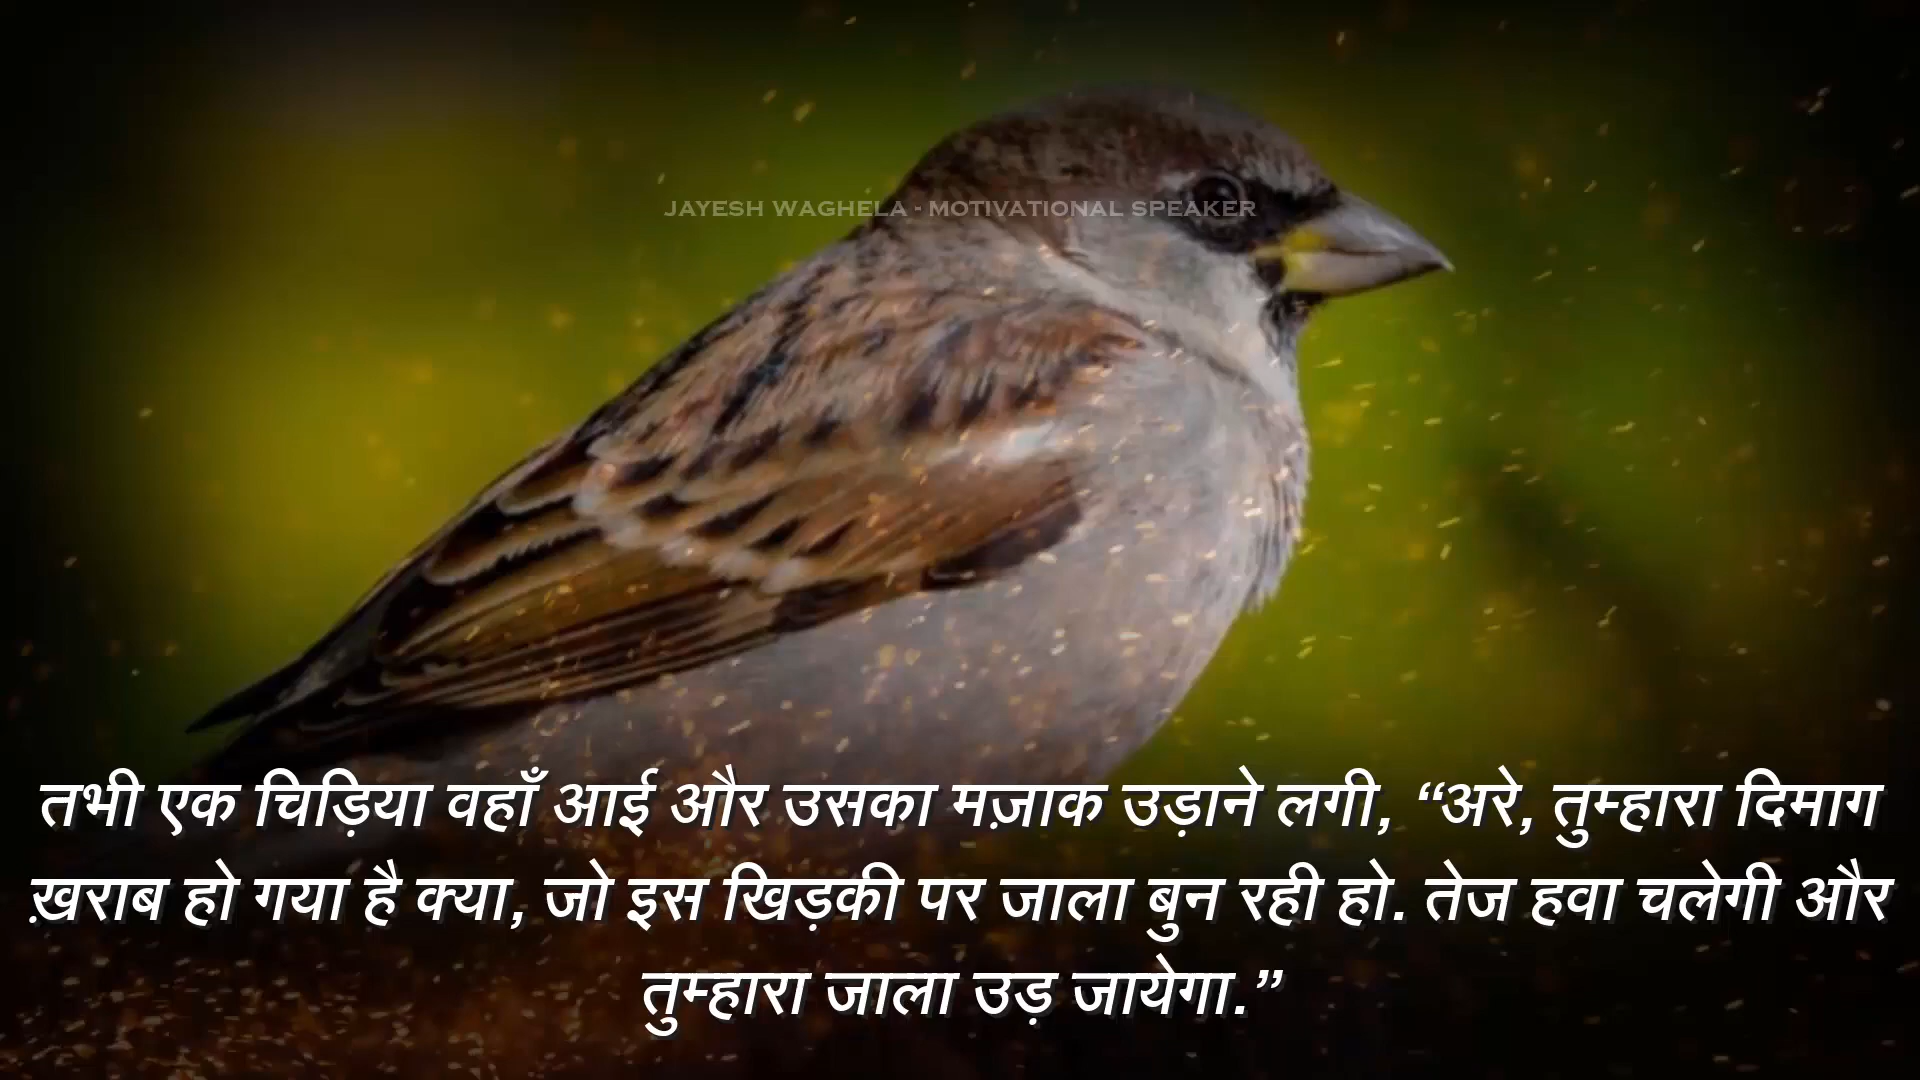 JAYESH WAGHELA - MOTIVATIONAL SPEAKER
तभी एक चिड़िया वहाँ आई और उसका मज़ाक उड़ाने लगी, “अरे, तुम्हारा दिमाग
ख़राब हो गया है क्या, जो इस खिड़की पर जाला बुन रही हो. तेज हवा चलेगी और
तुम्हारा जाला उड़ जायेगा.”